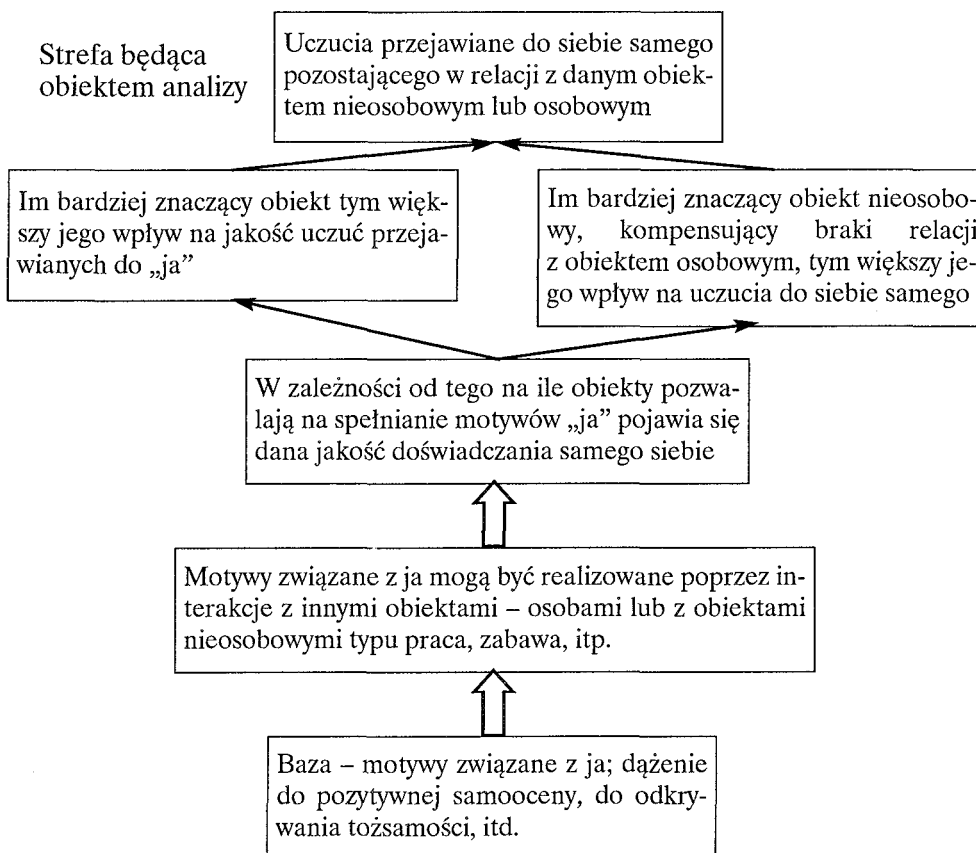 Strefa będąca
obiektem analizy
Uczucia przejawiane do siebie samego
pozostającego w relacji z danym obiek-
tem nieosobowym lub osobowym
Im bardziej znaczący obiekt tym więk-
szy jego wpływ na jakość uczuć przeja-
wianych do „ja”
Im bardziej znaczący obiekt nieosobo-
wy, kompensujący braki relacji
z obiektem osobowym, tym większy je-
go wpływ na uczucia do siebie samego
W zależności od tego na ile obiekty pozwa-
lają na spełnianie motywów „ja” pojawia się
dana jakość doświadczania samego siebie
Motywy związane z ja mogą być realizowane poprzez in-
terakcje z innymi obiektami – osobami lub z obiektami
nieosobowymi typu praca, zabawa, itp.
Baza – motywy związane z ja; dążenie
do pozytywnej samooceny, do odkry-
wania tożsamości, itd.